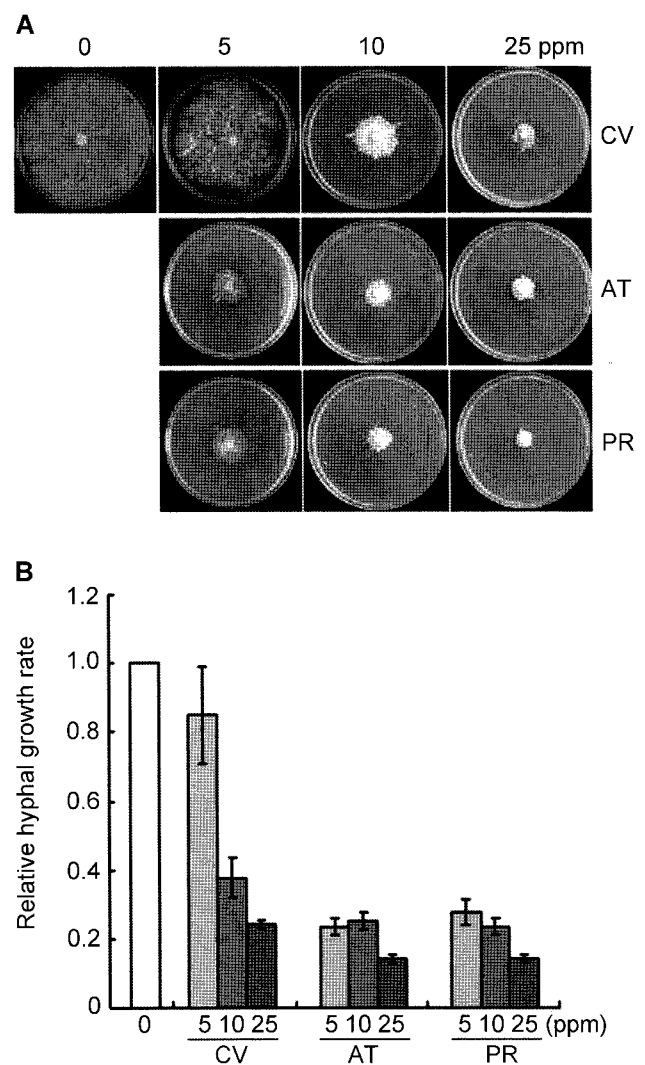 A
0 5 10 25 ppm
CV
AT
PR
B
Relative hyphal growth rate
1.2
1.0
0.8
0.6
0.4
0.2
0
0 5 10 25 5 10 25 5 10 25 (ppm)
CV AT PR